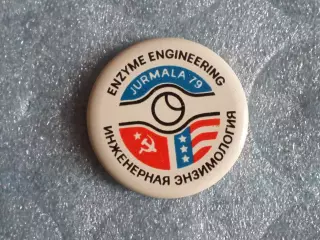 ENZYME ENGINEERING
JURMALA 79
ИНЖЕНЕРНАЯ ЭНЗИМОЛОГИЯ